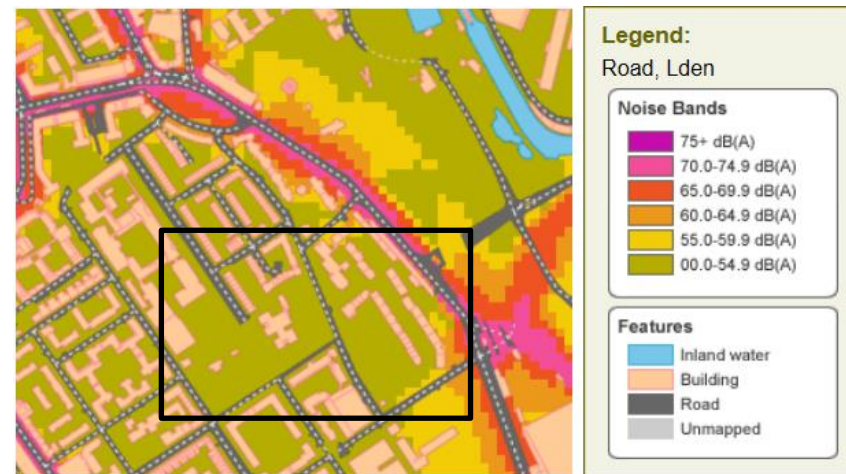 Legend:
Road, Lden
Noise Bands
75+ dB(A)
70.0-74.9 dB(A)
65.0-69.9 dB(A)
60.0-64.9 dB(A)
55.0-59.9 dB(A)
00.0-54.9 dB(A)
Features
Inland water
Building
Road
Unmapped